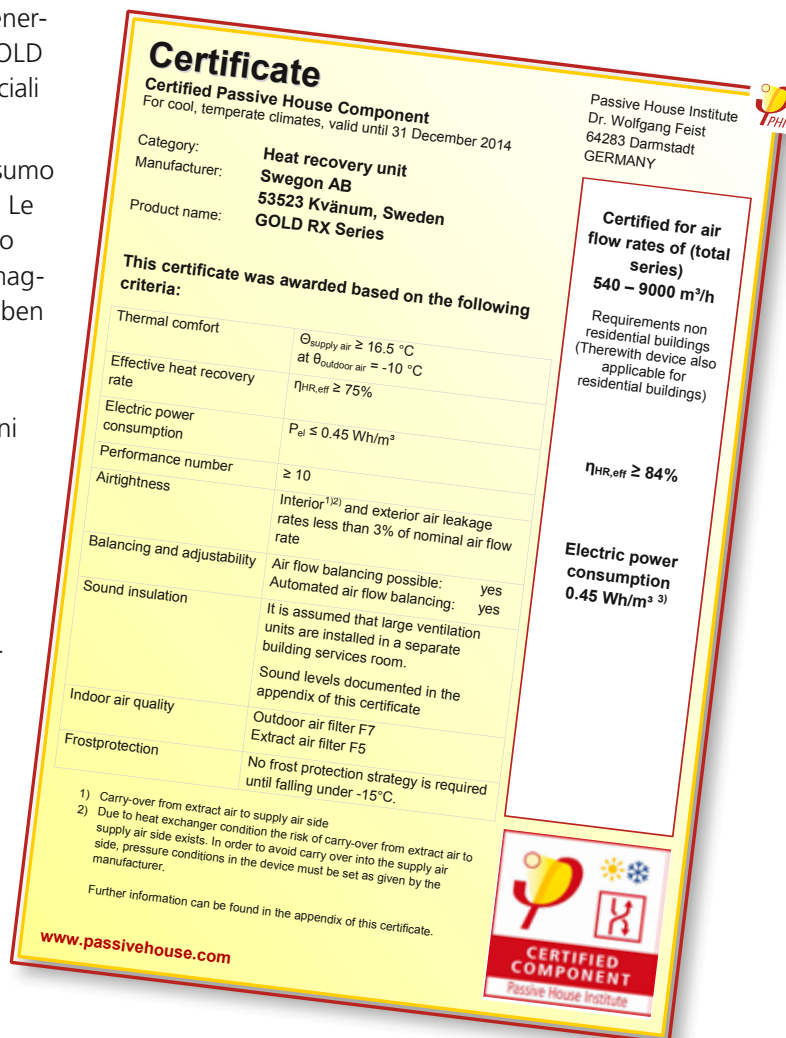 ener-
OLD
ciali
sumo
Le
o
mag-
ben
ni
Certificate
Certified Passive House Component
For cool, temperate climates, valid until 31 December 2014
Category: Heat recovery unit
Manufacturer: Swegon AB
53523 Kvänum, Sweden
Product name: GOLD RX Series
This certificate was awarded based on the following
criteria:
Thermal comfort
Θsupply air ≥ 16.5 °C
at θoutdoor air = -10 °C
Effective heat recovery
rate
ηHR,eff ≥ 75%
Electric power
consumption
Pel ≤ 0.45 Wh/m³
Performance number
≥ 10
Airtightness
Interior1)2) and exterior air leakage
rates less than 3% of nominal air flow
rate
Balancing and adjustability
Air flow balancing possible: yes
Automated air flow balancing: yes
Sound insulation
It is assumed that large ventilation
units are installed in a separate
building services room.
Sound levels documented in the
appendix of this certificate
Indoor air quality
Outdoor air filter F7
Extract air filter F5
Frostprotection
No frost protection strategy is required
until falling under -15°C.
1) Carry-over from extract air to supply air side
2) Due to heat exchanger condition the risk of carry-over from extract air to
supply air side exists. In order to avoid carry over into the supply air
side, pressure conditions in the device must be set as given by the
manufacturer.
Further information can be found in the appendix of this certificate.
www.passivehouse.com
Passive House Institute
Dr. Wolfgang Feist
64283 Darmstadt
GERMANY
PHI
Certified for air
flow rates of (total
series)
540 – 9000 m³/h
Requirements non
residential buildings
(Therewith device also
applicable for
residential buildings)
ηHR,eff ≥ 84%
Electric power
consumption
0.45 Wh/m³ 3)
CERTIFIED
COMPONENT
Passive House Institute